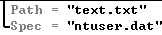 Path = "text.txt"
Spec = "ntuser.dat"